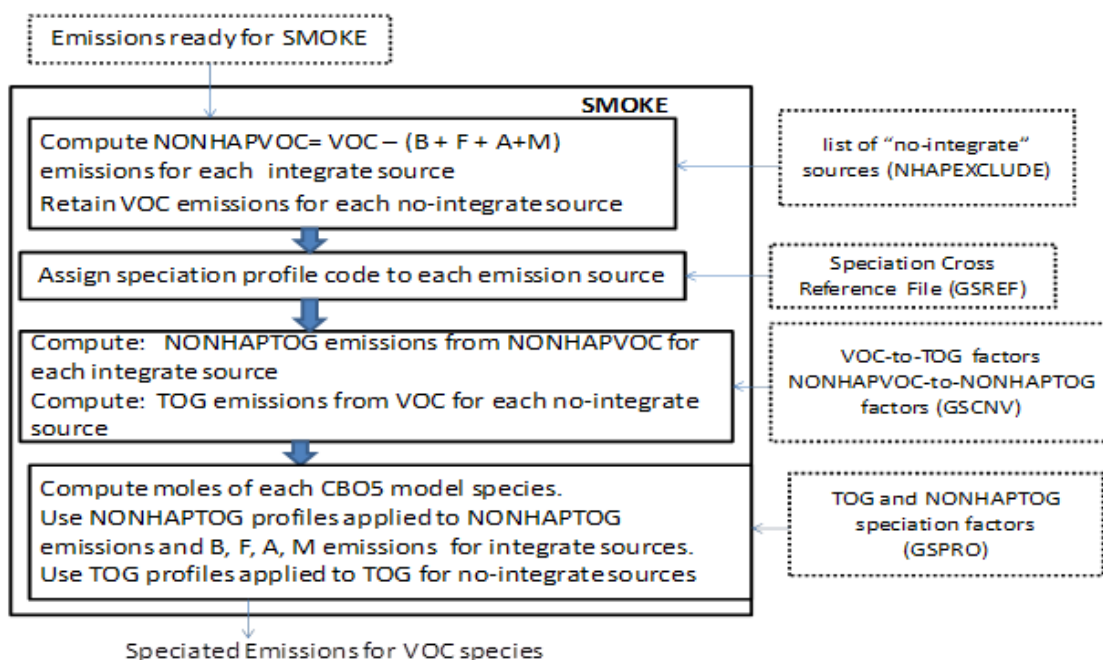 Emissions ready for SMOKE
SMOKE
Compute NONHAPVOC= VOC – (B + F + A+M)
emissions for each integrate source
Retain VOC emissions for each no-integrate source
list of “no-integrate”
sources (NHAPEXCLUDE)
Assign speciation profile code to each emission source
Speciation Cross
Reference File (GSREF)
Compute: NONHAPTOG emissions from NONHAPVOC for
each integrate source
Compute: TOG emissions from VOC for each no-integrate
source
VOC-to-TOG factors
NONHAPVOC-to-NONHAPTOG
factors (GSCNV)
Compute moles of each CB05 model species.
Use NONHAPTOG profiles applied to NONHAPTOG
emissions and B, F, A, M emissions for integrate sources.
Use TOG profiles applied to TOG for no-integrate sources
TOG and NONHAPTOG
speciation factors
(GSPRO)
Speciated Emissions for VOC species